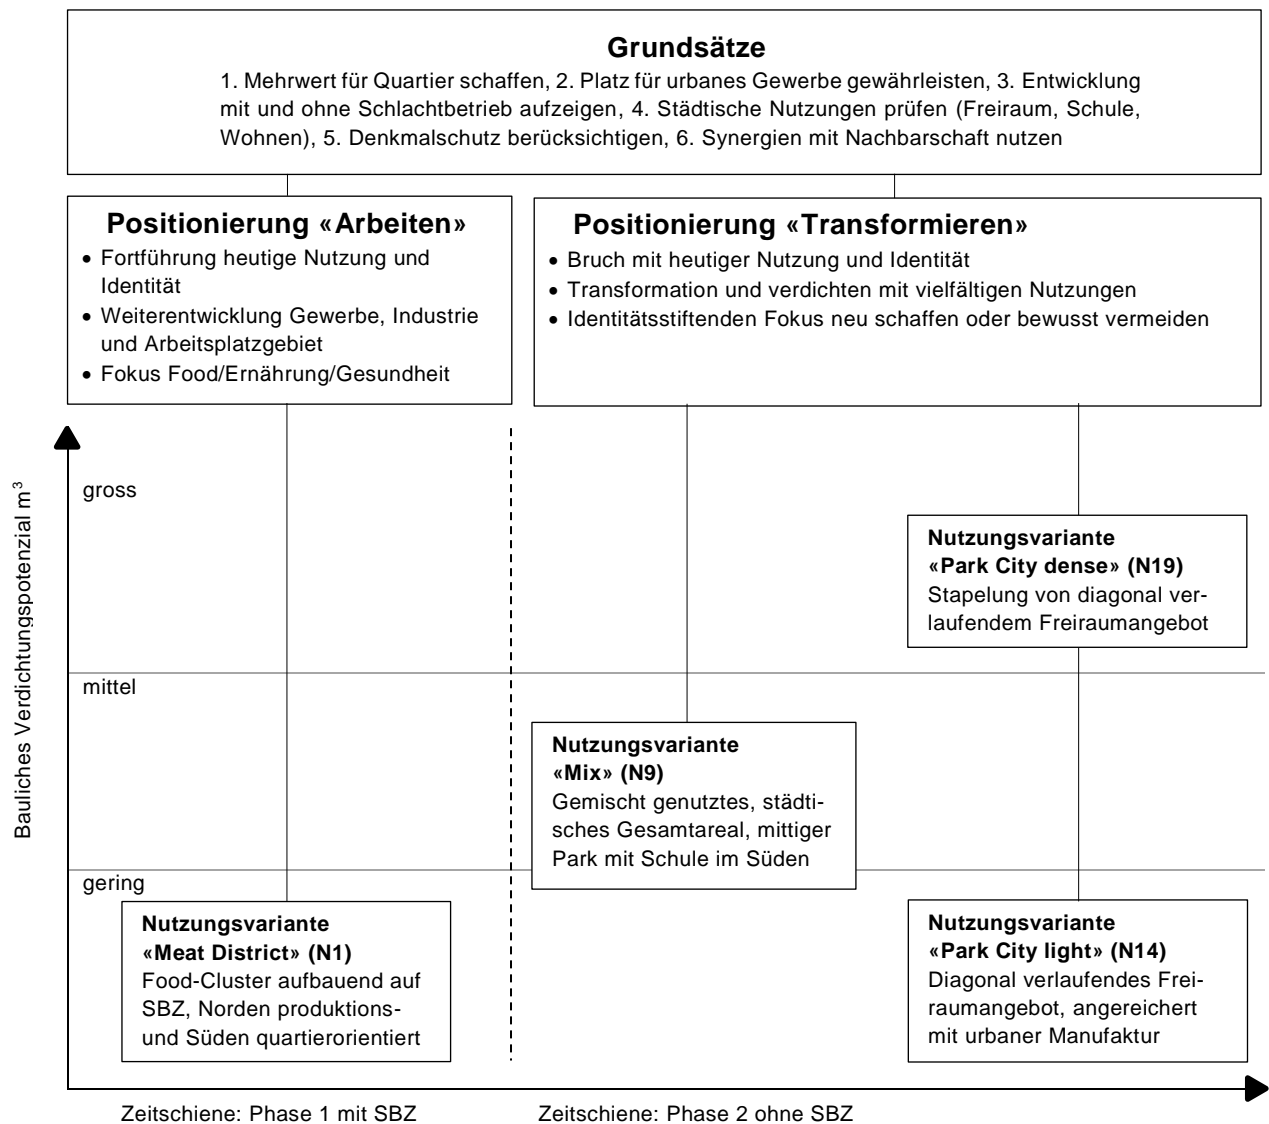 Grundsätze
1. Mehrwert für Quartier schaffen, 2. Platz für urbanes Gewerbe gewährleisten, 3. Entwicklung
mit und ohne Schlachtbetrieb aufzeigen, 4. Städtische Nutzungen prüfen (Freiraum, Schule,
Wohnen), 5. Denkmalschutz berücksichtigen, 6. Synergien mit Nachbarschaft nutzen
Positionierung «Arbeiten»
• Fortführung heutige Nutzung und
Identität
• Weiterentwicklung Gewerbe, Industrie
und Arbeitsplatzgebiet
• Fokus Food/Ernährung/Gesundheit
Positionierung «Transformieren»
• Bruch mit heutiger Nutzung und Identität
• Transformation und verdichten mit vielfältigen Nutzungen
• Identitätsstiftenden Fokus neu schaffen oder bewusst vermeiden
Bauliches Verdichtungspotenzial m³
gross
Nutzungsvariante
«Park City dense» (N19)
Stapelung von diagonal ver-
laufendem Freiraumangebot
mittel
Nutzungsvariante
«Mix» (N9)
Gemischt genutztes, städti-
sches Gesamtareal, mittiger
Park mit Schule im Süden
gering
Nutzungsvariante
«Meat District» (N1)
Food-Cluster aufbauend auf
SBZ, Norden produktions-
und Süden quartierorientiert
Nutzungsvariante
«Park City light» (N14)
Diagonal verlaufendes Frei-
raumangebot, angereichert
mit urbaner Manufaktur
Zeitschiene: Phase 1 mit SBZ
Zeitschiene: Phase 2 ohne SBZ